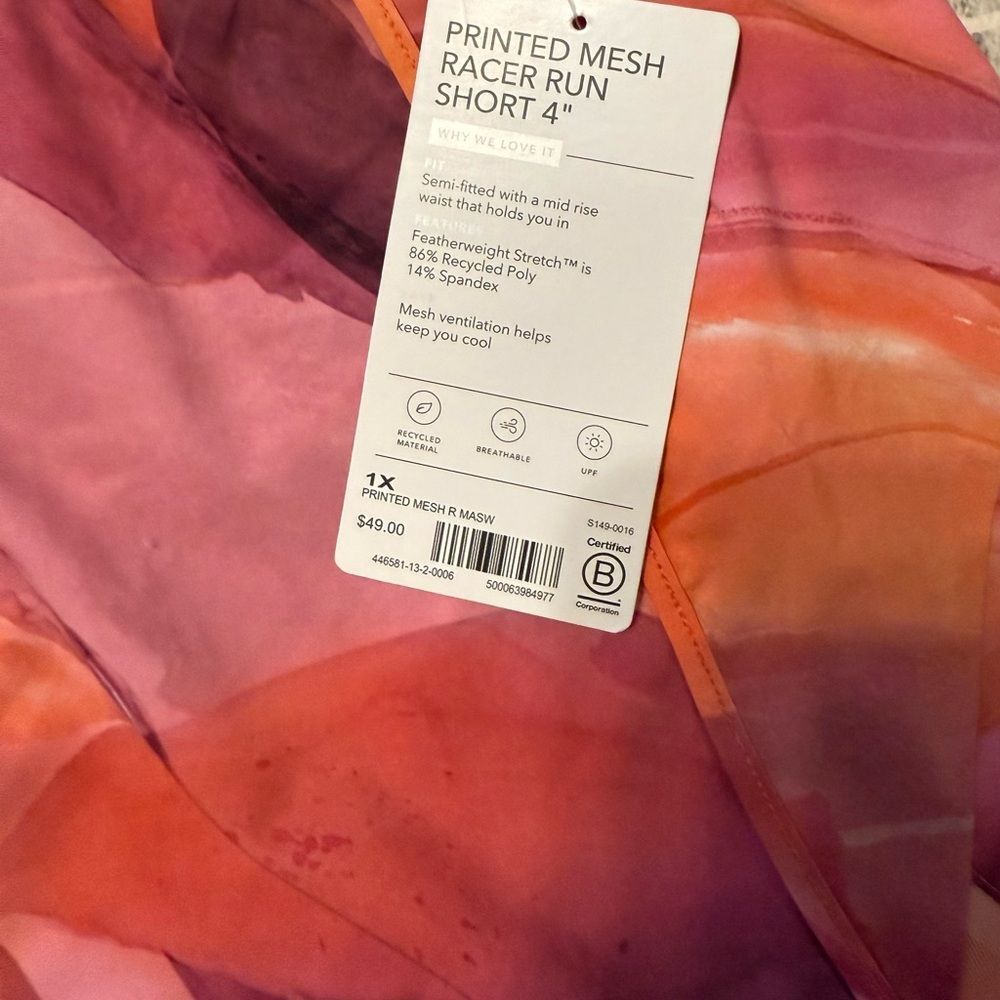 PRINTED MESH
RACER RUN
SHORT 4"
WHY WE LOVE IT
FIT
Semi-fitted with a mid rise
waist that holds you in
FEATURES
Featherweight Stretch™ is
86% Recycled Poly
14% Spandex
Mesh ventilation helps
keep you cool
RECYCLED
MATERIAL
BREATHABLE
UPF
1X
PRINTED MESH R MASW
$49.00
S149-0016
446581-13-2-0006
500063984977
Certified
B
Corporation